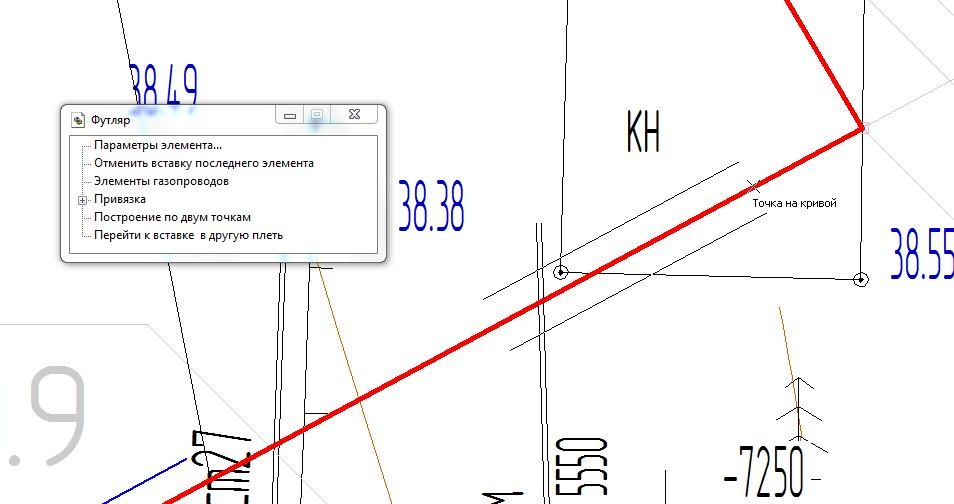 38.49
Футляр
Параметры элемента...
Отменить вставку последнего элемента
Элементы газопроводов
Привязка
Построение по двум точкам
Перейти к вставке в другую плеть
КН
38.38
Точка на кривой
38.55
.9
5550
-7250